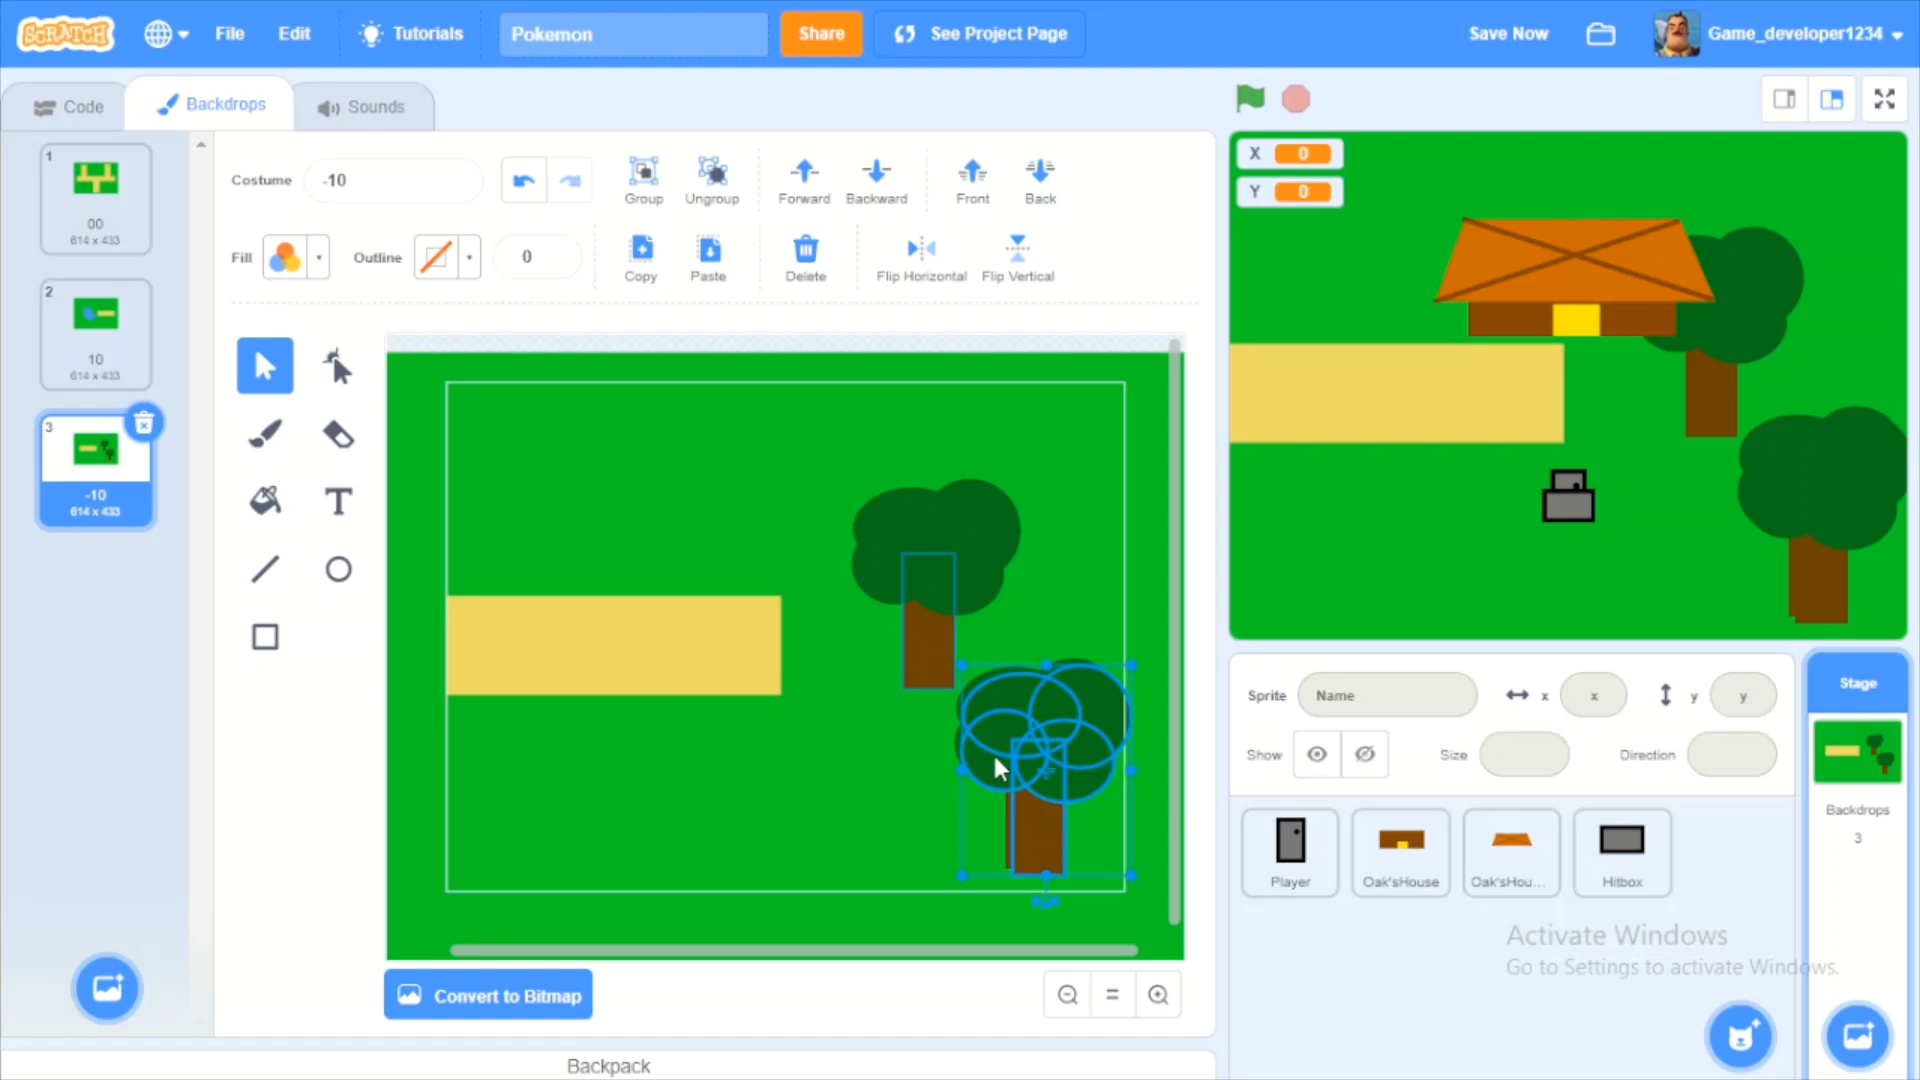 SCRATCH
File
Edit
Tutorials
Pokemon
Share
See Project Page
Save Now
Game_developer1234
Code
Backdrops
Sounds
1
00
614 x 433
2
10
614 x 433
3
-10
614 x 433
Costume
-10
Group
Ungroup
Forward
Backward
Front
Back
Fill
Outline
0
Copy
Paste
Delete
Flip Horizontal
Flip Vertical
T
Convert to Bitmap
Backpack
X 0
Y 0
Sprite
Name
x
x
y
y
Show
Size
Direction
Player
Oak'sHouse
Oak'sHou...
Hitbox
Stage
Backdrops
3
Activate Windows
Go to Settings to activate Windows.